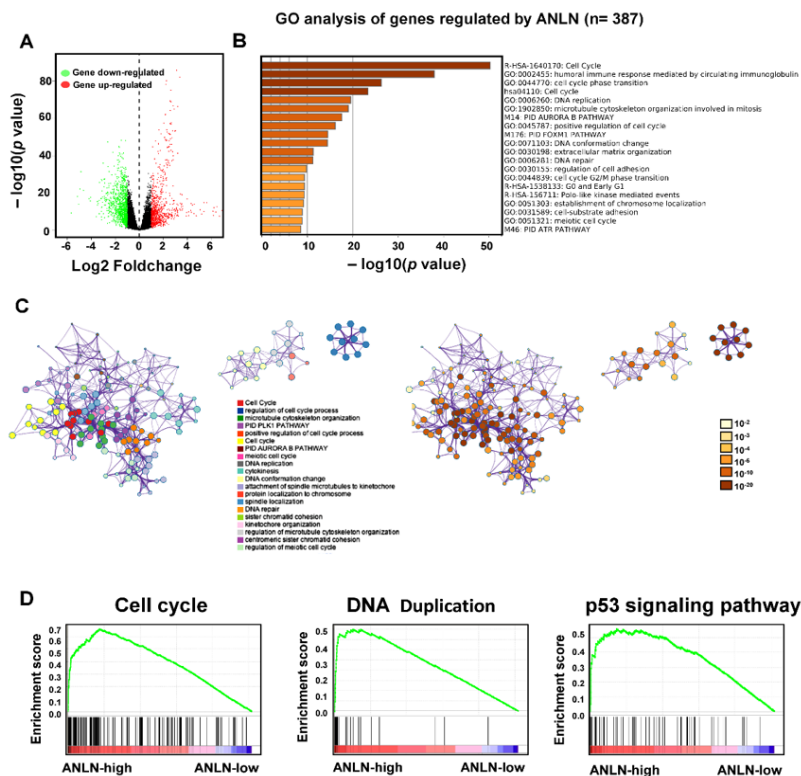 GO analysis of genes regulated by ANLN (n= 387)
A
Gene down-regulated
Gene up-regulated
− log10(p value)
80
60
40
20
0
-6 -4 -2 0 2 4 6
Log2 Foldchange
B
R-HSA-1640170: Cell Cycle
GO:0002455: humoral immune response mediated by circulating immunoglobulin
GO:0044770: cell cycle phase transition
hsa04110: Cell cycle
GO:0006260: DNA replication
GO:1902850: microtubule cytoskeleton organization involved in mitosis
M14: PID AURORA B PATHWAY
GO:0045787: positive regulation of cell cycle
M176: PID FOXM1 PATHWAY
GO:0071103: DNA conformation change
GO:0030198: extracellular matrix organization
GO:0006281: DNA repair
GO:0030155: regulation of cell adhesion
GO:0044839: cell cycle G2/M phase transition
R-HSA-1538133: G0 and Early G1
R-HSA-156711: Polo-like kinase mediated events
GO:0051303: establishment of chromosome localization
GO:0031589: cell-substrate adhesion
GO:0051321: meiotic cell cycle
M46: PID ATR PATHWAY
0 10 20 30 40 50
− log10(p value)
C
Cell Cycle
regulation of cell cycle process
microtubule cytoskeleton organization
PID PLK1 PATHWAY
positive regulation of cell cycle process
Cell cycle
PID AURORA B PATHWAY
meiotic cell cycle
DNA replication
cytokinesis
DNA conformation change
attachment of spindle microtubules to kinetochore
protein localization to chromosome
spindle localization
DNA repair
sister chromatid cohesion
kinetochore organization
regulation of microtubule cytoskeleton organization
centromeric sister chromatid cohesion
regulation of meiotic cell cycle
10-2
10-3
10-4
10-6
10-10
10-20
D
Cell cycle
Enrichment score
0.7
0.6
0.5
0.4
0.3
0.2
0.1
0.0
ANLN-high ANLN-low
DNA Duplication
Enrichment score
0.5
0.4
0.3
0.2
0.1
0.0
ANLN-high ANLN-low
p53 signaling pathway
Enrichment score
0.5
0.4
0.3
0.2
0.1
0.0
ANLN-high ANLN-low